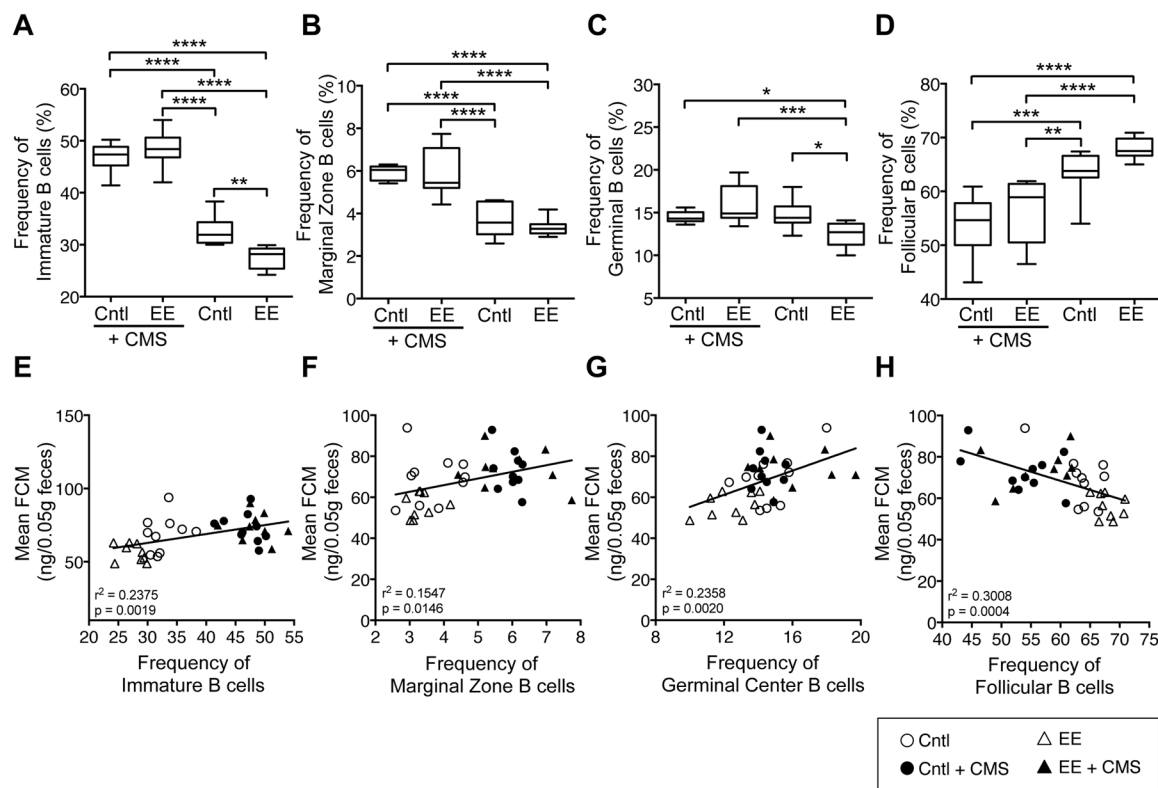 A
B
C
D
****
****
****
****
**
Frequency of
Immature B cells (%)
60
50
40
30
20
Cntl EE Cntl EE
+ CMS
****
****
****
****
Frequency of
Marginal Zone B cells (%)
10
8
6
4
2
0
Cntl EE Cntl EE
+ CMS
*
***
*
Frequency of
Germinal B cells (%)
30
25
20
15
10
5
Cntl EE Cntl EE
+ CMS
****
****
***
**
Frequency of
Follicular B cells (%)
80
70
60
50
40
Cntl EE Cntl EE
+ CMS
E
F
G
H
Mean FCM
(ng/0.05g feces)
150
100
50
r² = 0.2375
p = 0.0019
20 25 30 35 40 45 50 55
Frequency of
Immature B cells
Mean FCM
(ng/0.05g feces)
100
80
60
40
20
0
r² = 0.1547
p = 0.0146
2 3 4 5 6 7 8
Frequency of
Marginal Zone B cells
Mean FCM
(ng/0.05g feces)
100
80
60
40
20
0
r² = 0.2358
p = 0.0020
8 12 16 20
Frequency of
Germinal Center B cells
Mean FCM
(ng/0.05g feces)
100
80
60
40
20
0
r² = 0.3008
p = 0.0004
40 45 50 55 60 65 70 75
Frequency of
Follicular B cells
Cntl EE
Cntl + CMS EE + CMS